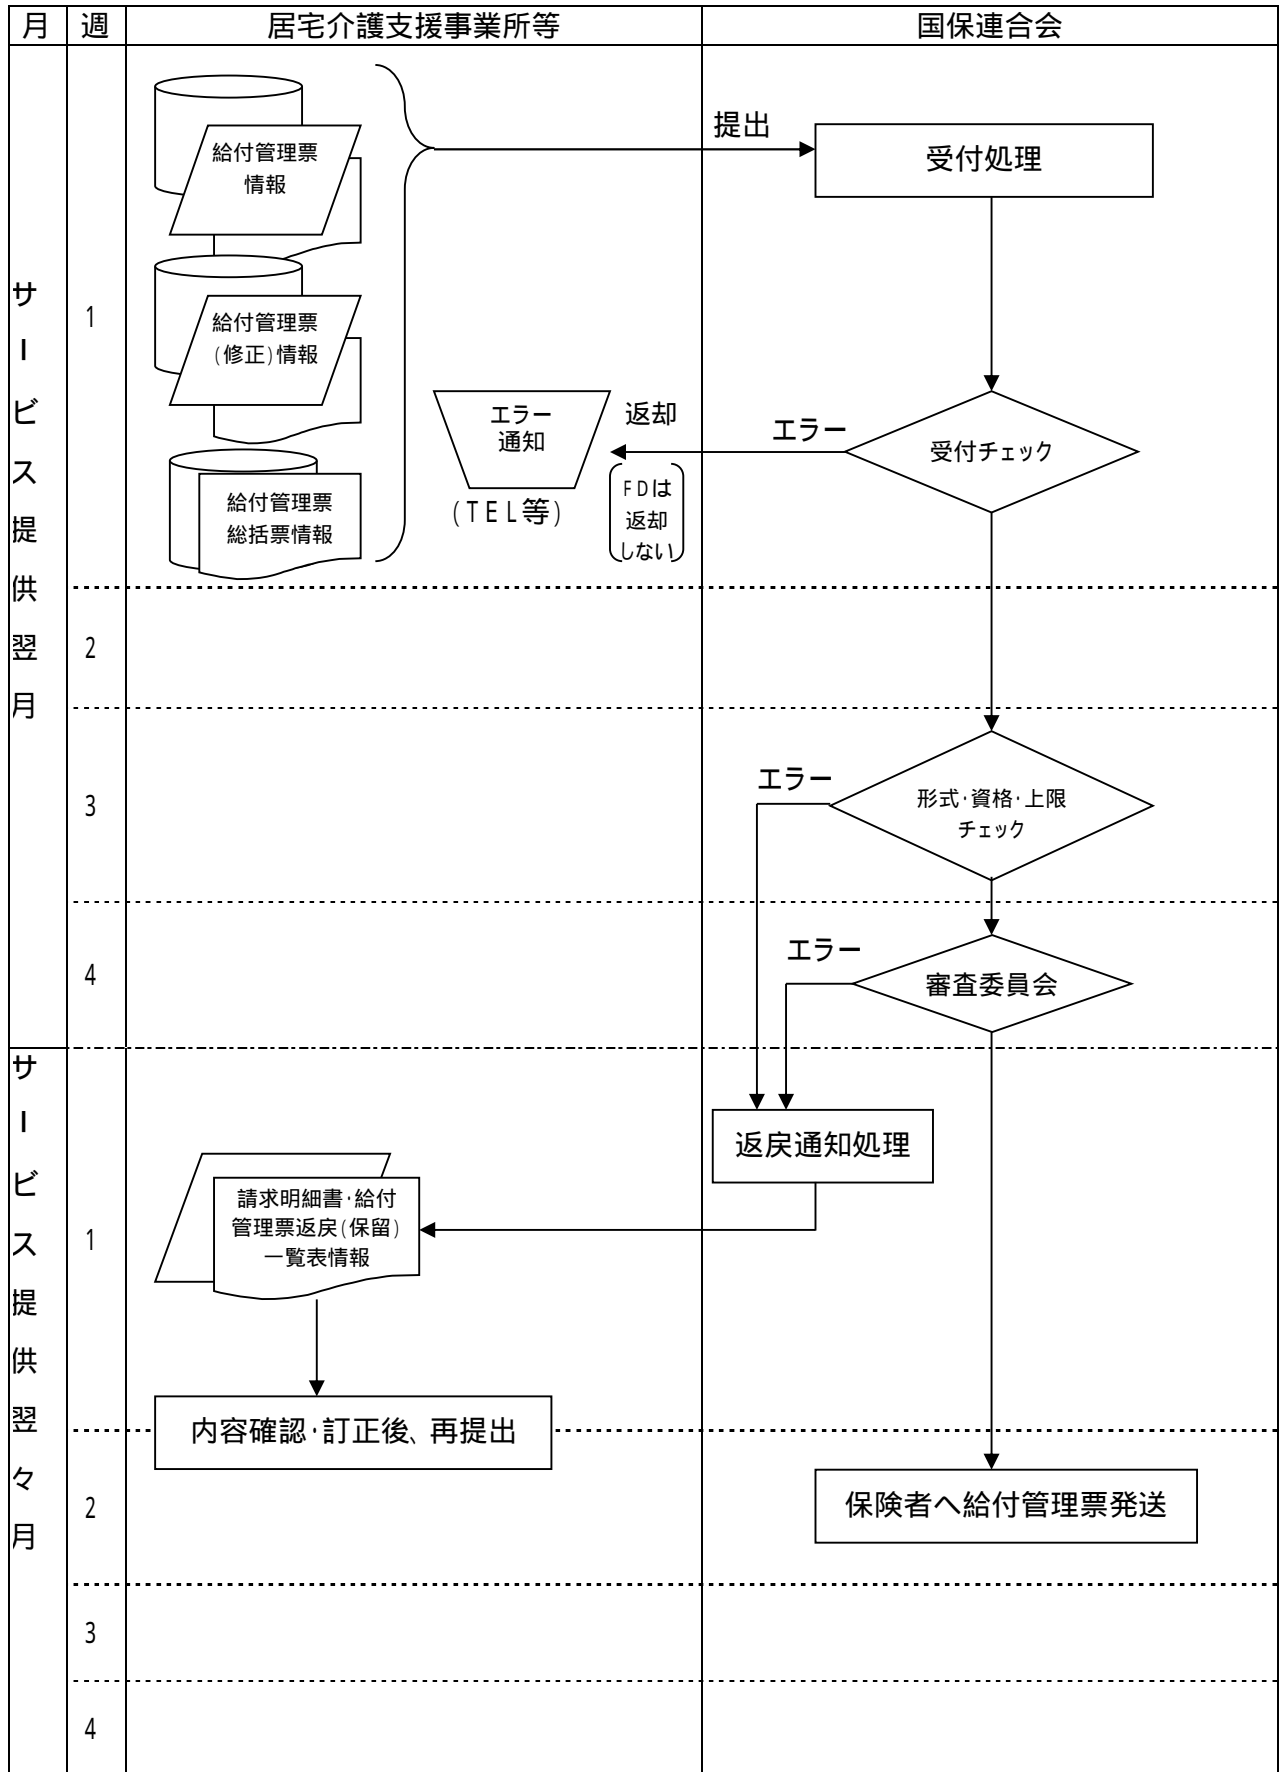 月
週
居宅介護支援事業所等
国保連合会
サービス提供翌月
1
給付管理票
情報
給付管理票
(修正)情報
給付管理票
総括票情報
提出
受付処理
受付チェック
エラー
返却
FDは
返却
しない
エラー
通知
(TEL等)
2
3
エラー
形式・資格・上限
チェック
4
エラー
審査委員会
サービス提供翌々月
1
返戻通知処理
請求明細書・給付
管理票返戻(保留)
一覧表情報
内容確認・訂正後、再提出
2
保険者へ給付管理票発送
3
4